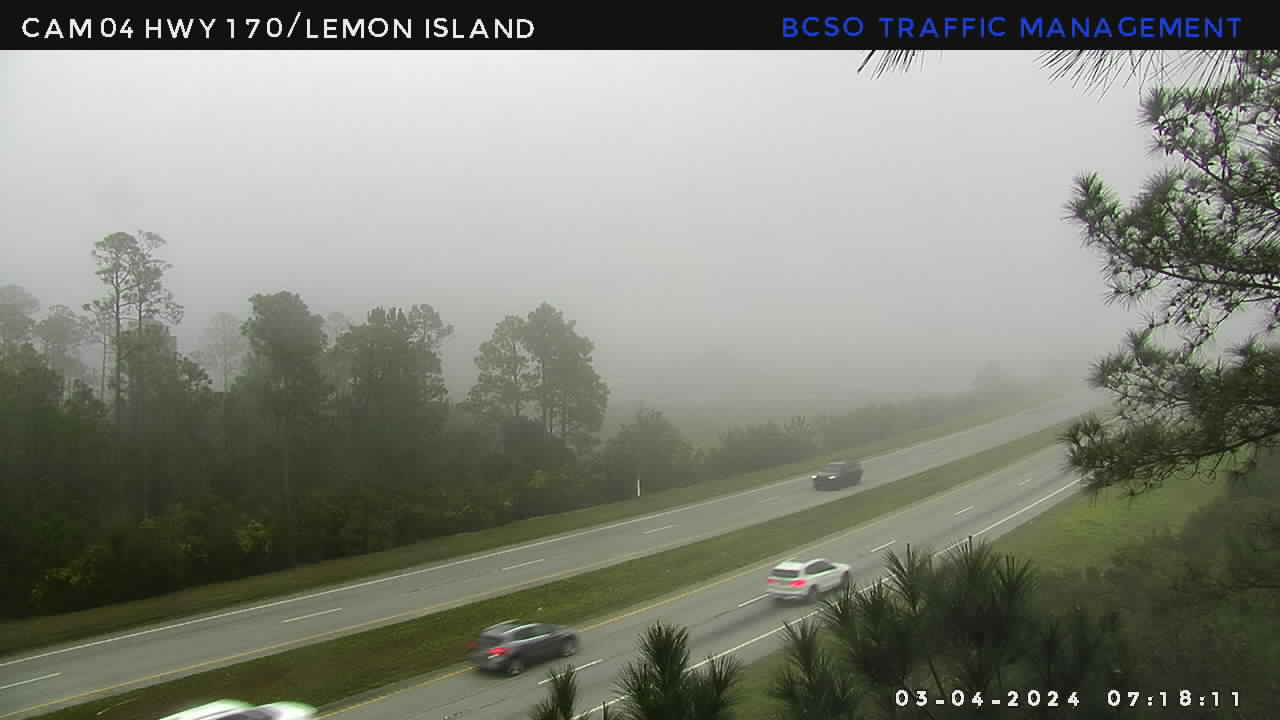 CAM04 HWY 170/LEMON ISLAND
BCSO TRAFFIC MANAGEMENT
03-04-2024 07:18:11